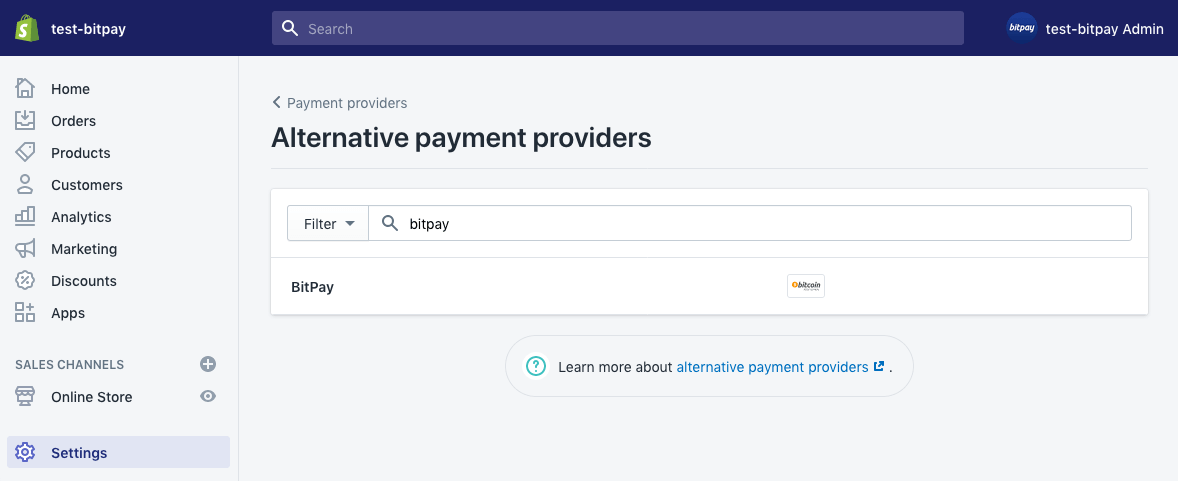 test-bitpay
Search
bitpay
test-bitpay Admin
Home
Orders
Products
Customers
Analytics
Marketing
Discounts
Apps
SALES CHANNELS
Online Store
Settings
Payment providers
Alternative payment providers
Filter
bitpay
BitPay
bitcoin
Learn more about alternative payment providers .